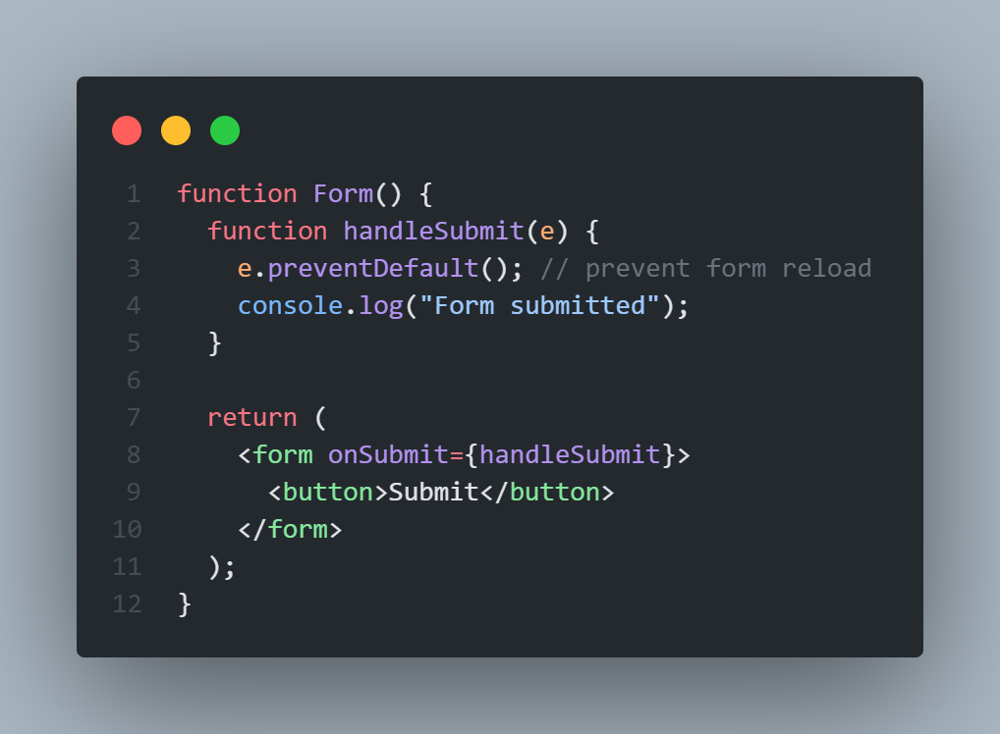 1 function Form() {
2   function handleSubmit(e) {
3     e.preventDefault(); // prevent form reload
4     console.log("Form submitted");
5   }
6
7   return (
8     <form onSubmit={handleSubmit}>
9       <button>Submit</button>
10     </form>
11   );
12 }